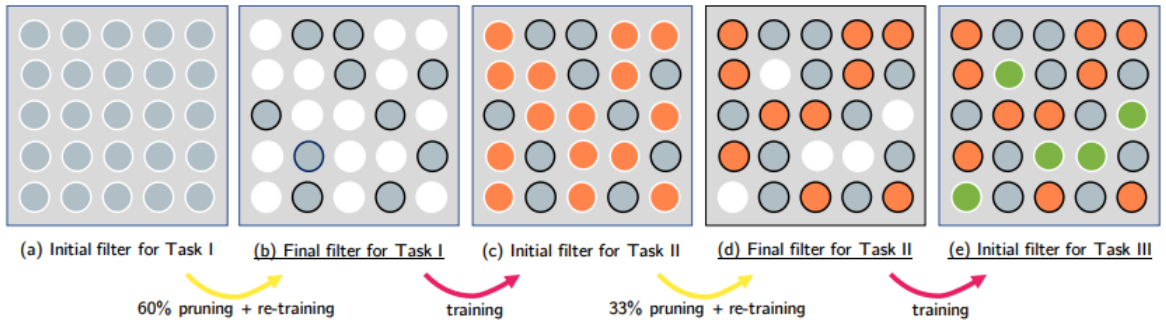 (a) Initial filter for Task I
(b) Final filter for Task I
(c) Initial filter for Task II
(d) Final filter for Task II
(e) Initial filter for Task III
60% pruning + re-training
training
33% pruning + re-training
training